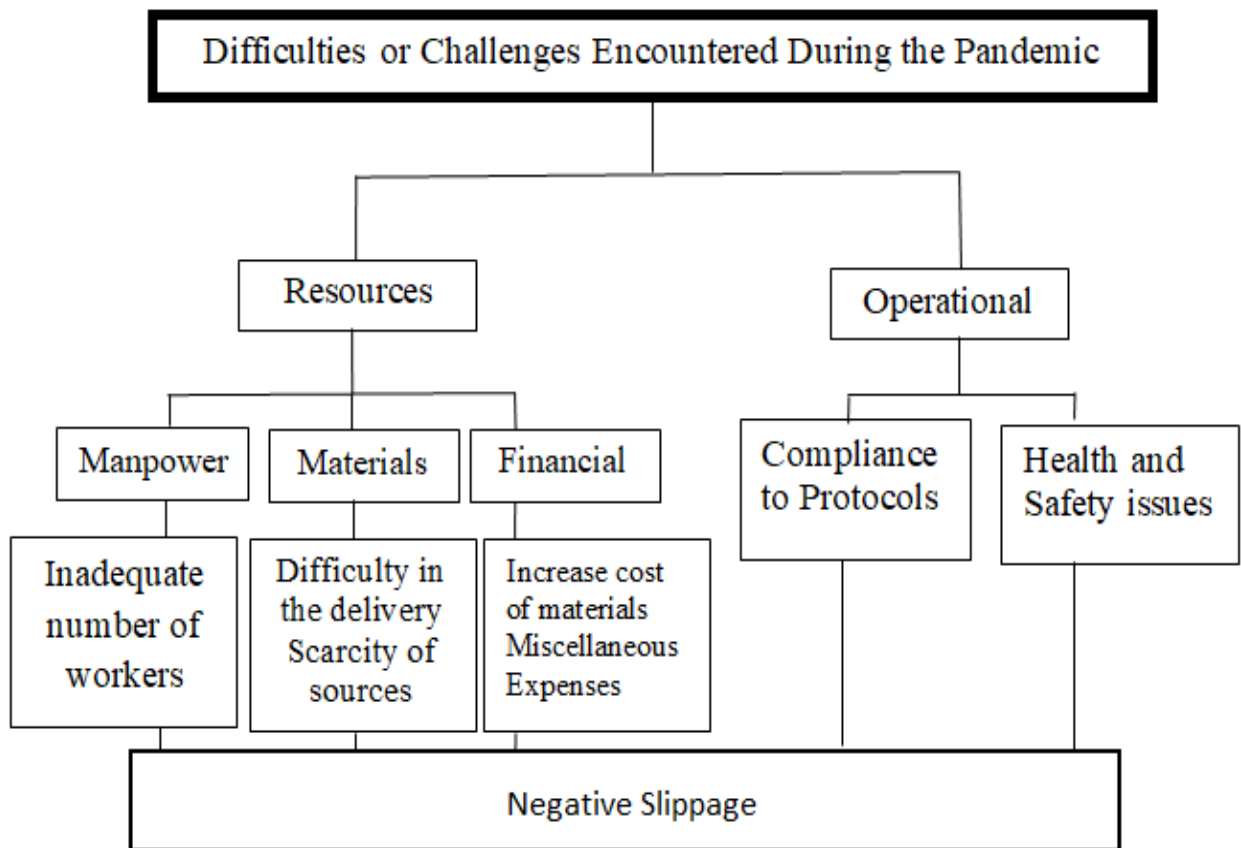 Difficulties or Challenges Encountered During the Pandemic
Resources
Operational
Manpower
Materials
Financial
Compliance
to Protocols
Health and
Safety issues
Inadequate
number of
workers
Difficulty in
the delivery
Scarcity of
sources
Increase cost
of materials
Miscellaneous
Expenses
Negative Slippage